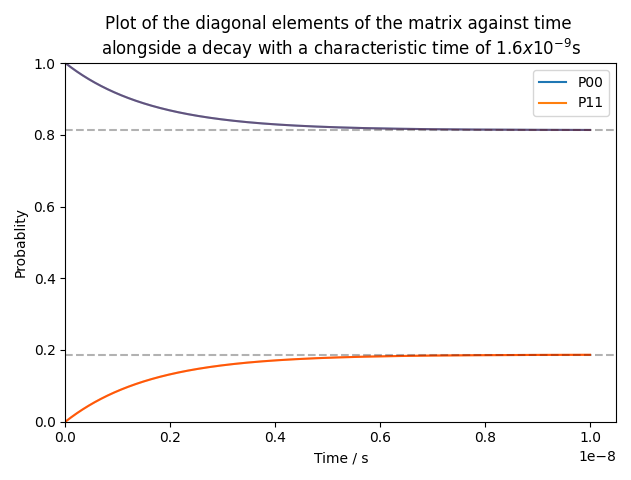 Plot of the diagonal elements of the matrix against time
alongside a decay with a characteristic time of 1.6x10⁻⁹s
1.0
0.8
0.6
0.4
0.2
0.0
Probablity
P00
P11
0.0 0.2 0.4 0.6 0.8 1.0
1e−8
Time / s